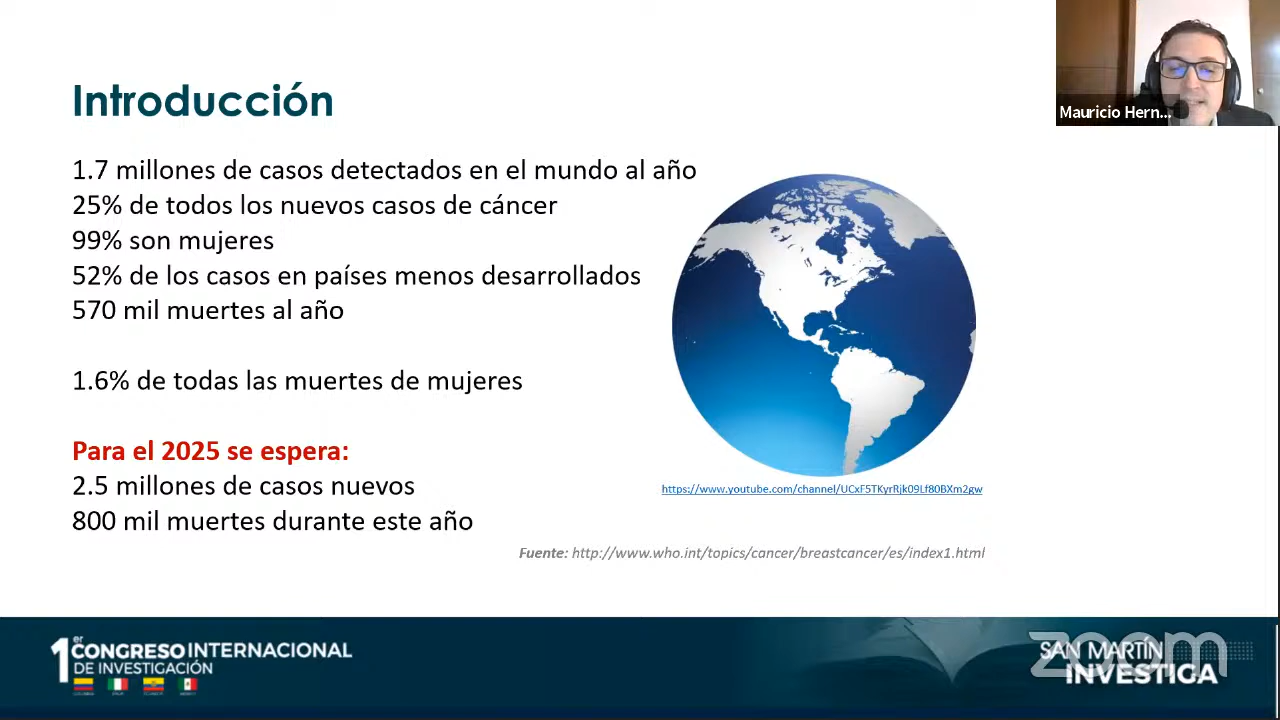 Introducción
Mauricio Hern...
1.7 millones de casos detectados en el mundo al año
25% de todos los nuevos casos de cáncer
99% son mujeres
52% de los casos en países menos desarrollados
570 mil muertes al año
1.6% de todas las muertes de mujeres
Para el 2025 se espera:
2.5 millones de casos nuevos
800 mil muertes durante este año
https://www.youtube.com/channel/UCxF5TKyrRjk09Lf80BXm2gw
Fuente: http://www.who.int/topics/cancer/breastcancer/es/index1.html
1er CONGRESO INTERNACIONAL
DE INVESTIGACIÓN
SAN MARTÍN
INVESTIGA
zoom